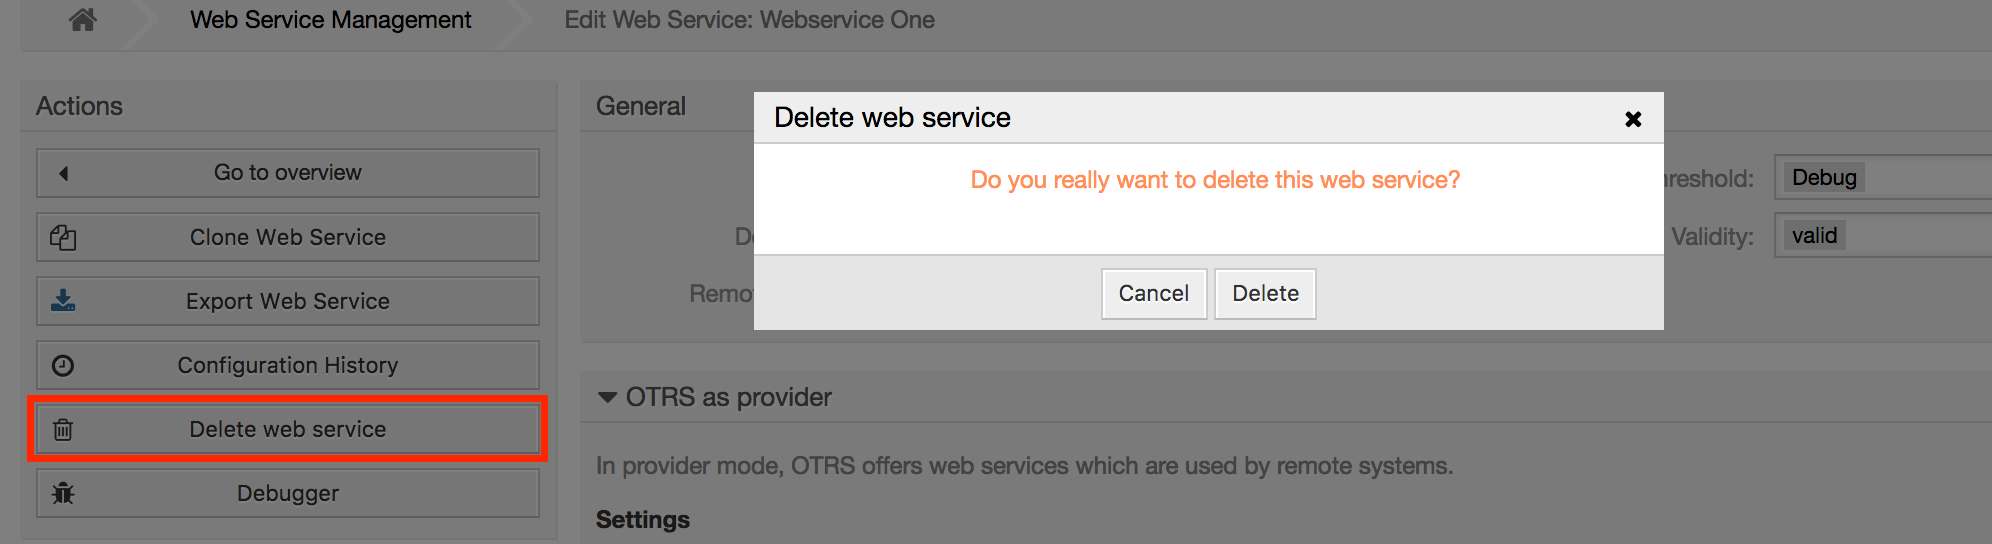 Web Service Management
Edit Web Service: Webservice One
Actions
Go to overview
Clone Web Service
Export Web Service
Configuration History
Delete web service
Debugger
General
Debug
Validity:
valid
Delete web service
Do you really want to delete this web service?
Cancel
Delete
OTRS as provider
In provider mode, OTRS offers web services which are used by remote systems.
Settings